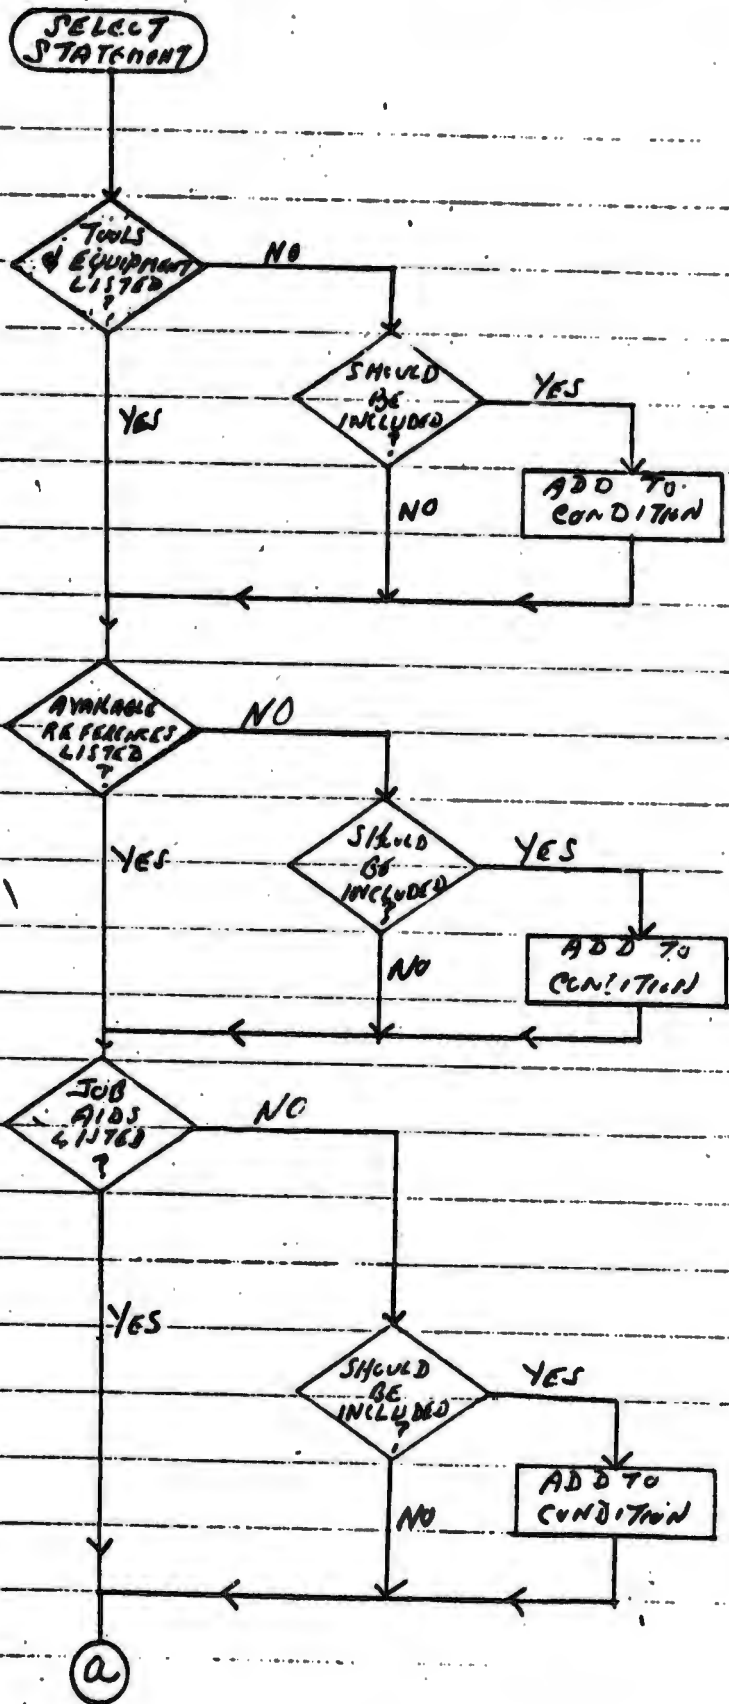 SELECT
STATEMENT
TOOLS
& EQUIPMENT
LISTED
?
NO
SHOULD
BE
INCLUDED
?
YES
YES
ADD TO
CONDITION
NO
AVAILABLE
REFERENCES
LISTED
?
NO
SHOULD
BE
INCLUDED
?
YES
YES
ADD TO
CONDITION
NO
JOB
AIDS
LISTED
?
NO
YES
SHOULD
BE
INCLUDED
?
YES
ADD TO
CONDITION
NO
a